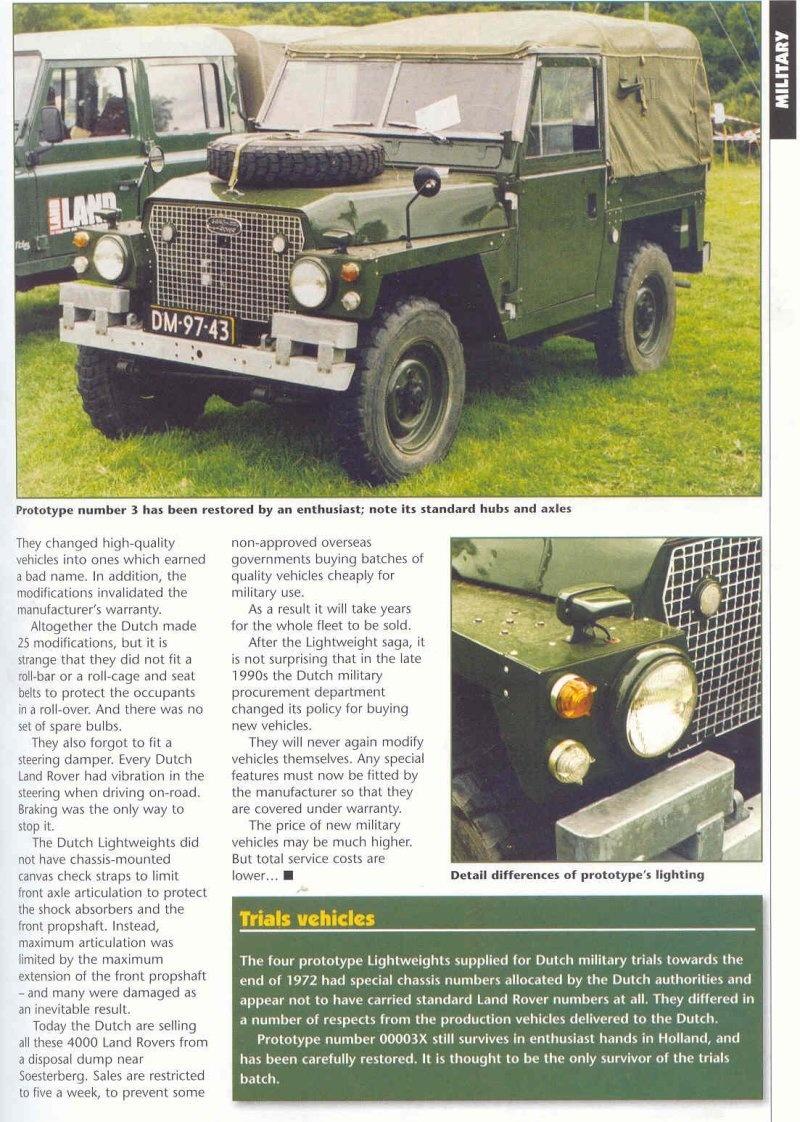 MILITARY
LAND
ROVER
DM-97-43
Prototype number 3 has been restored by an enthusiast; note its standard hubs and axles
They changed high-quality
vehicles into ones which earned
a bad name. In addition, the
modifications invalidated the
manufacturer's warranty.
Altogether the Dutch made
25 modifications, but it is
strange that they did not fit a
roll-bar or a roll-cage and seat
belts to protect the occupants
in a roll-over. And there was no
set of spare bulbs.
They also forgot to fit a
steering damper. Every Dutch
Land Rover had vibration in the
steering when driving on-road.
Braking was the only way to
stop it.
The Dutch Lightweights did
not have chassis-mounted
canvas check straps to limit
front axle articulation to protect
the shock absorbers and the
front propshaft. Instead,
maximum articulation was
limited by the maximum
extension of the front propshaft
– and many were damaged as
an inevitable result.
Today the Dutch are selling
all these 4000 Land Rovers from
a disposal dump near
Soesterberg. Sales are restricted
to five a week, to prevent some
non-approved overseas
governments buying batches of
quality vehicles cheaply for
military use.
As a result it will take years
for the whole fleet to be sold.
After the Lightweight saga, it
is not surprising that in the late
1990s the Dutch military
procurement department
changed its policy for buying
new vehicles.
They will never again modify
vehicles themselves. Any special
features must now be fitted by
the manufacturer so that they
are covered under warranty.
The price of new military
vehicles may be much higher.
But total service costs are
lower... ■
Detail differences of prototype's lighting
Trials vehicles
The four prototype Lightweights supplied for Dutch military trials towards the
end of 1972 had special chassis numbers allocated by the Dutch authorities and
appear not to have carried standard Land Rover numbers at all. They differed in
a number of respects from the production vehicles delivered to the Dutch.
Prototype number 00003X still survives in enthusiast hands in Holland, and
has been carefully restored. It is thought to be the only survivor of the trials
batch.